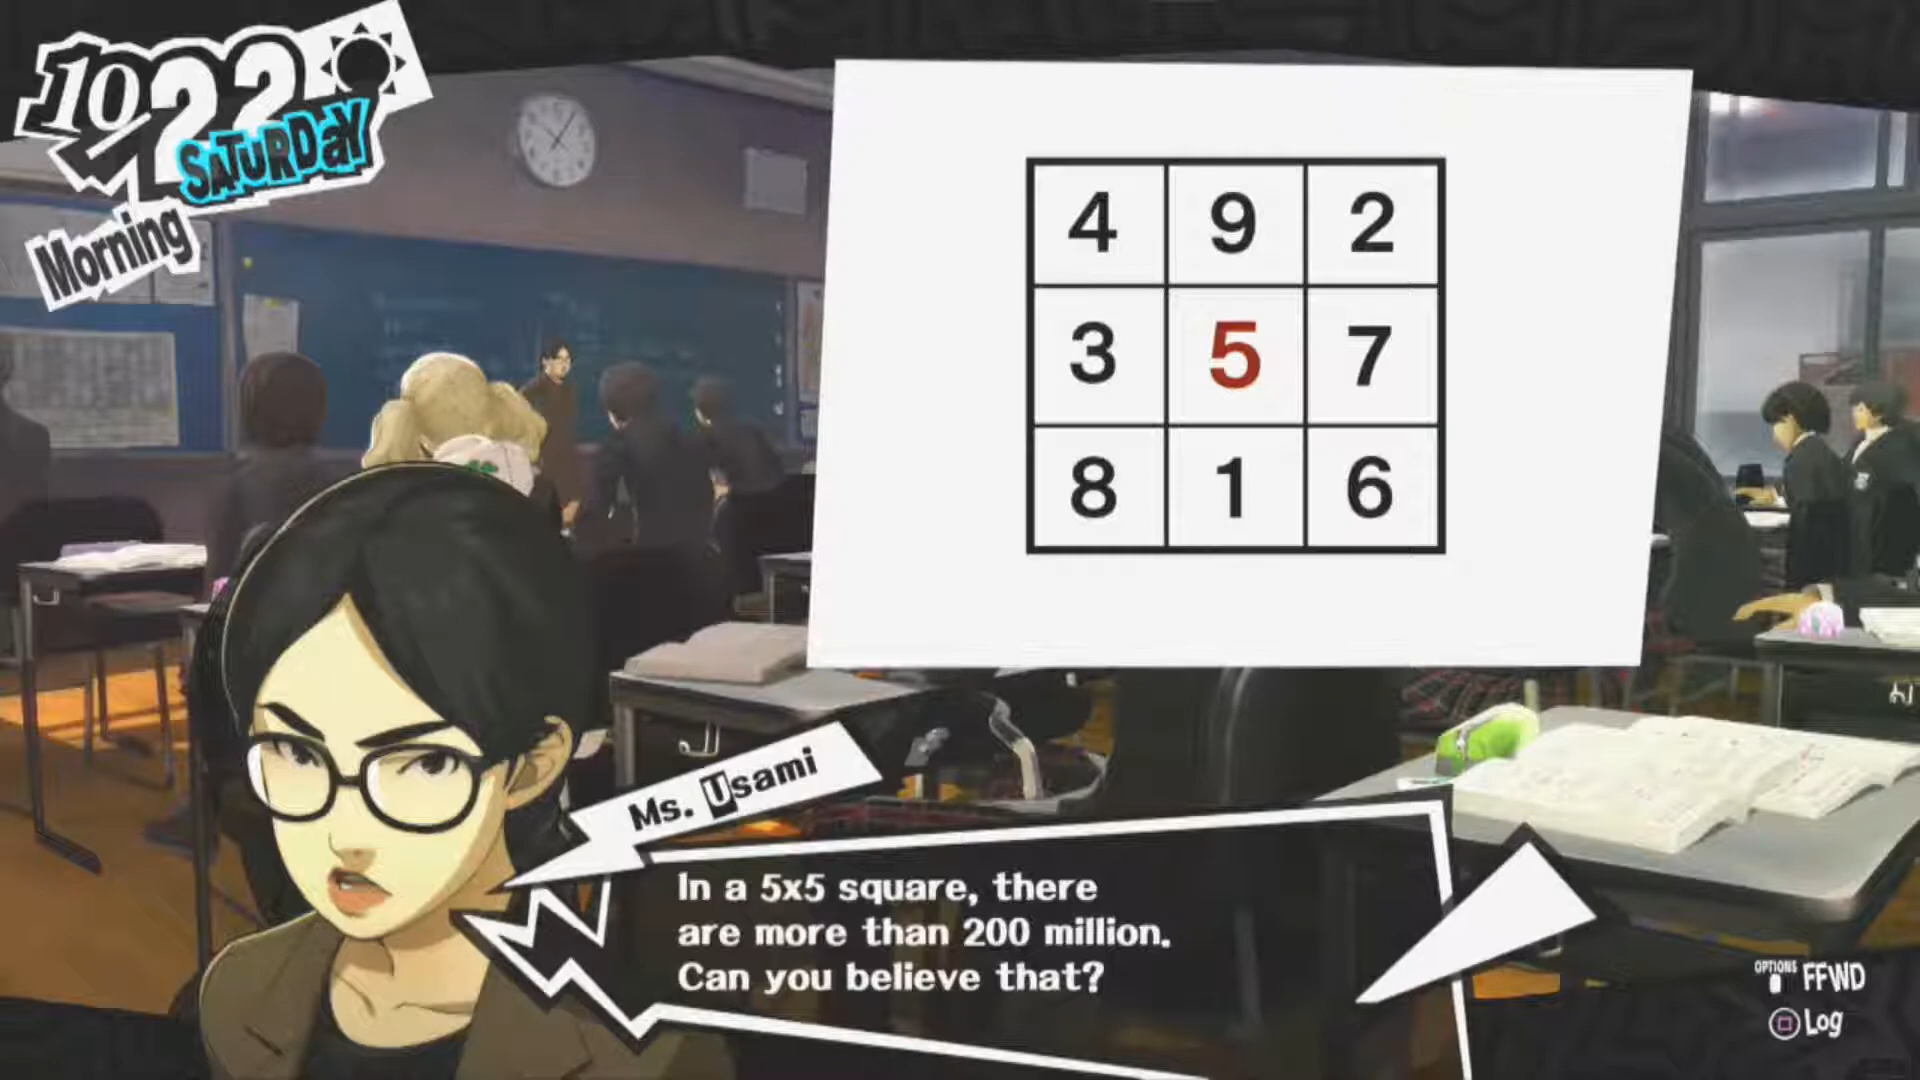 10/22
SATURDAY
Morning
4 9 2
3 5 7
8 1 6
Ms. Usami
In a 5x5 square, there
are more than 200 million.
Can you believe that?
OPTIONS FFWD
Log